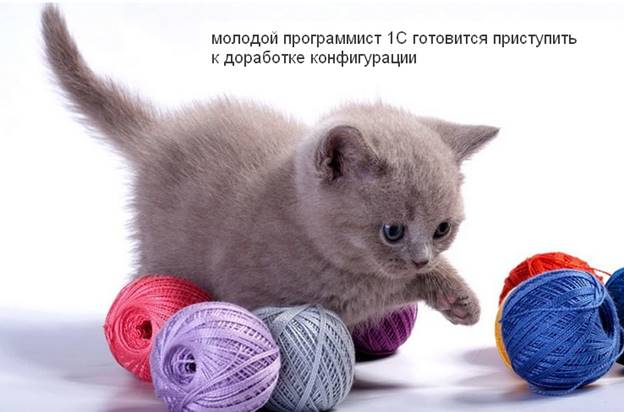 молодой программист 1С готовится приступить
к доработке конфигурации